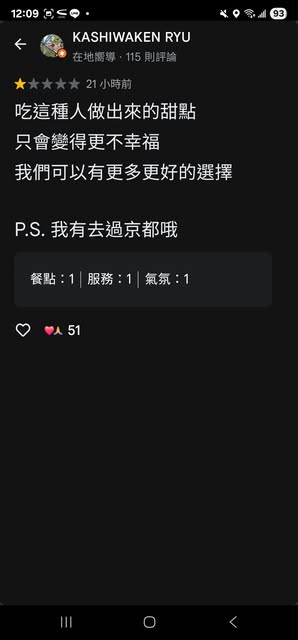 12:09
93
KASHIWAKEN RYU
在地嚮導 · 115 則評論
21 小時前
吃這種人做出來的甜點
只會變得更不幸福
我們可以有更多更好的選擇
P.S. 我有去過京都哦
餐點：1 | 服務：1 | 氣氛：1
51